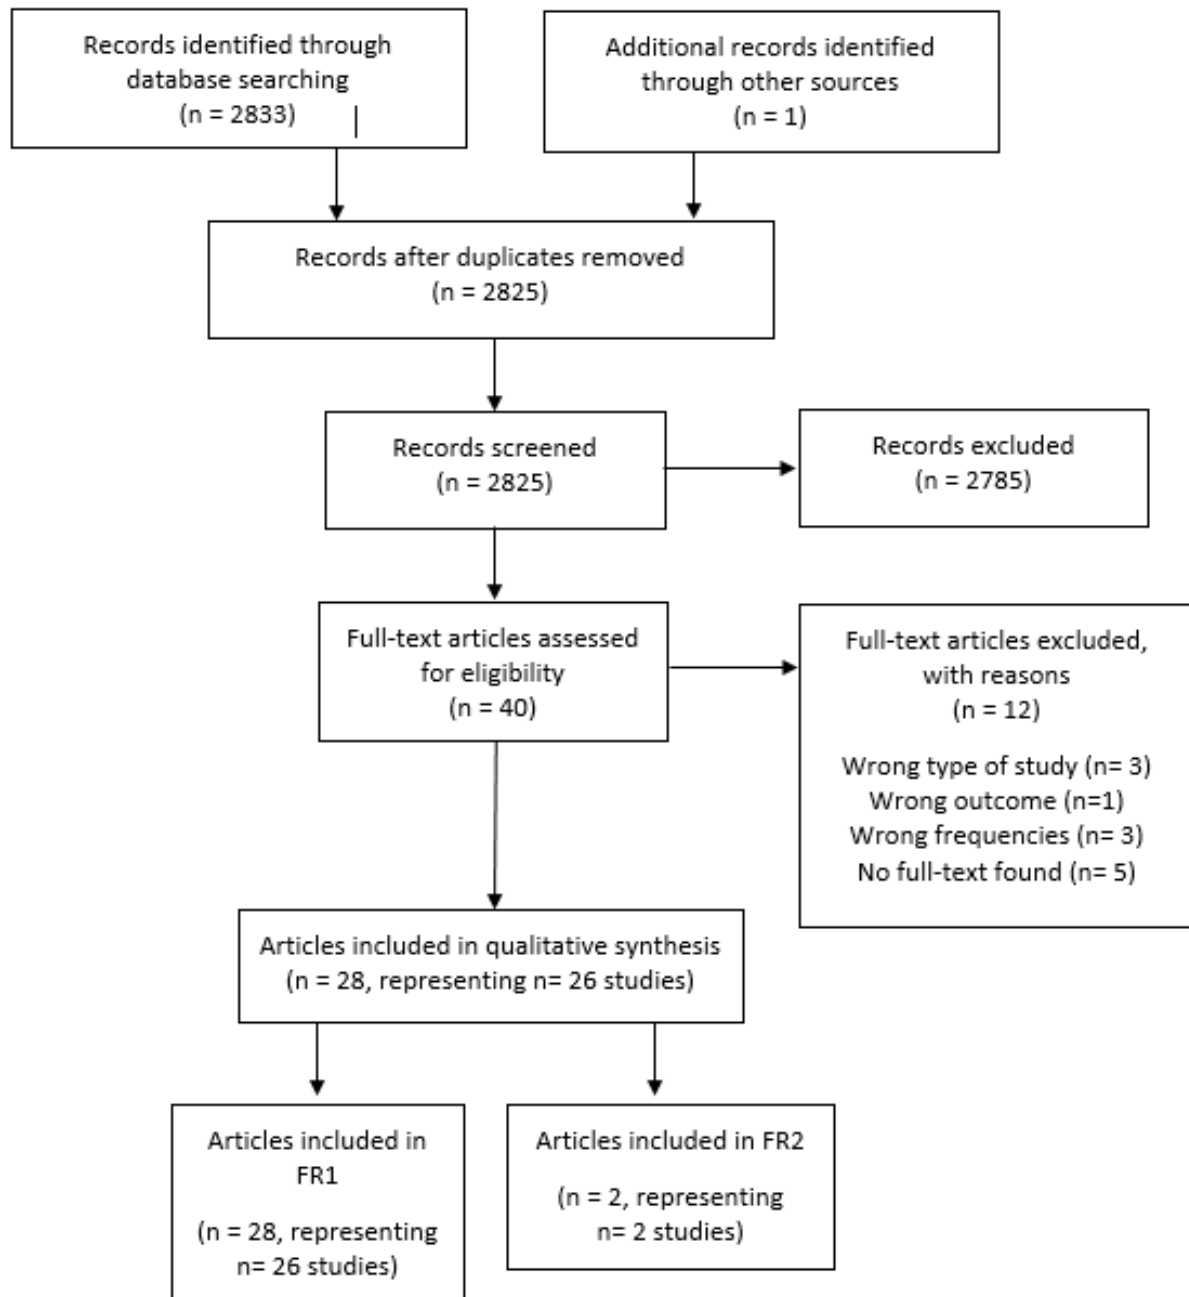 Records identified through
database searching
(n = 2833)
Additional records identified
through other sources
(n = 1)
Records after duplicates removed
(n = 2825)
Records screened
(n = 2825)
Records excluded
(n = 2785)
Full-text articles assessed
for eligibility
(n = 40)
Full-text articles excluded,
with reasons
(n = 12)
Wrong type of study (n= 3)
Wrong outcome (n=1)
Wrong frequencies (n= 3)
No full-text found (n= 5)
Articles included in qualitative synthesis
(n = 28, representing n= 26 studies)
Articles included in
FR1
(n = 28, representing
n= 26 studies)
Articles included in FR2
(n = 2, representing
n= 2 studies)